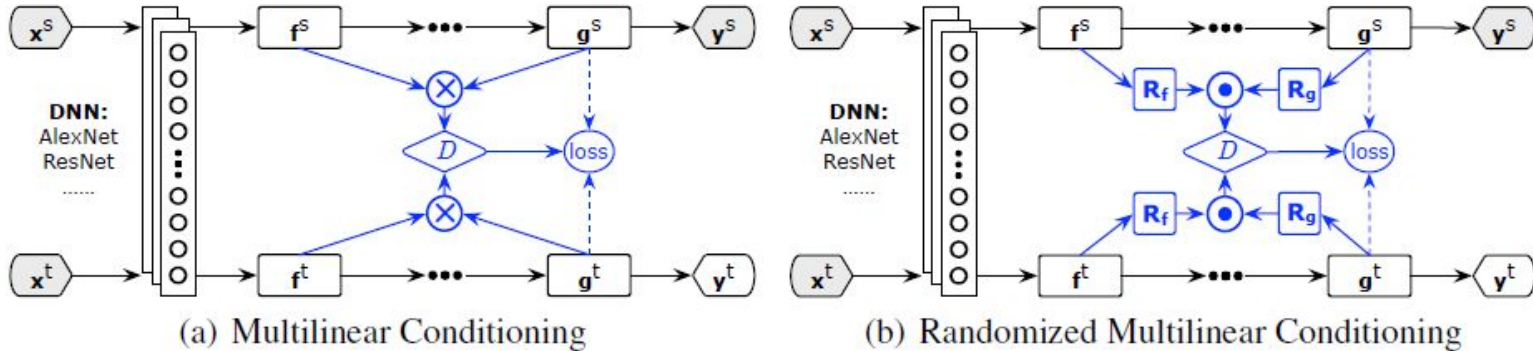 x^s f^s ••• g^s y^s
DNN:
AlexNet
ResNet
......
⊗
D loss
⊗
x^t f^t ••• g^t y^t
(a) Multilinear Conditioning
x^s f^s ••• g^s y^s
R_f ⊙ R_g
DNN:
AlexNet
ResNet
......
D loss
R_f ⊙ R_g
x^t f^t ••• g^t y^t
(b) Randomized Multilinear Conditioning